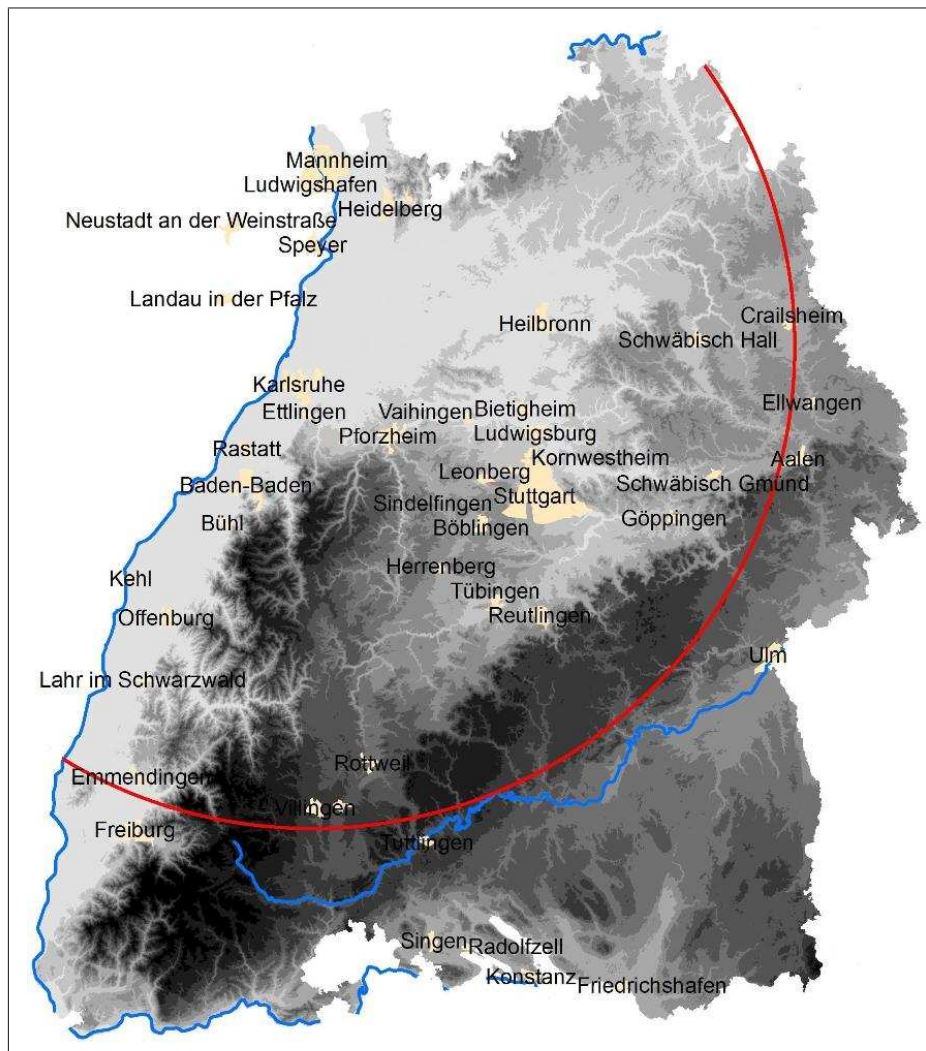 Mannheim
Ludwigshafen
Heidelberg
Neustadt an der Weinstraße
Speyer
Landau in der Pfalz
Heilbronn
Crailsheim
Schwäbisch Hall
Karlsruhe
Ettlingen
Vaihingen
Bietigheim
Ellwangen
Pforzheim
Ludwigsburg
Rastatt
Kornwestheim
Aalen
Leonberg
Baden-Baden
Schwäbisch Gmünd
Sindelfingen
Stuttgart
Bühl
Böblingen
Göppingen
Herrenberg
Kehl
Tübingen
Offenburg
Reutlingen
Ulm
Lahr im Schwarzwald
Rottweil
Emmendingen
Villingen
Freiburg
Tuttlingen
Singen
Radolfzell
Konstanz
Friedrichshafen